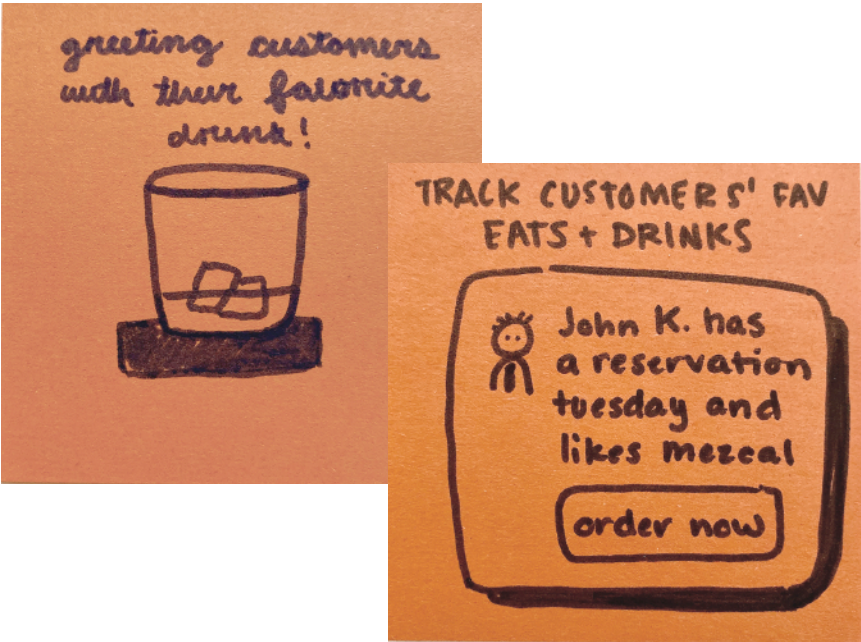 greeting customers
with their favorite
drink!
TRACK CUSTOMERS' FAV
EATS + DRINKS
John K. has
a reservation
tuesday and
likes mezcal
order now